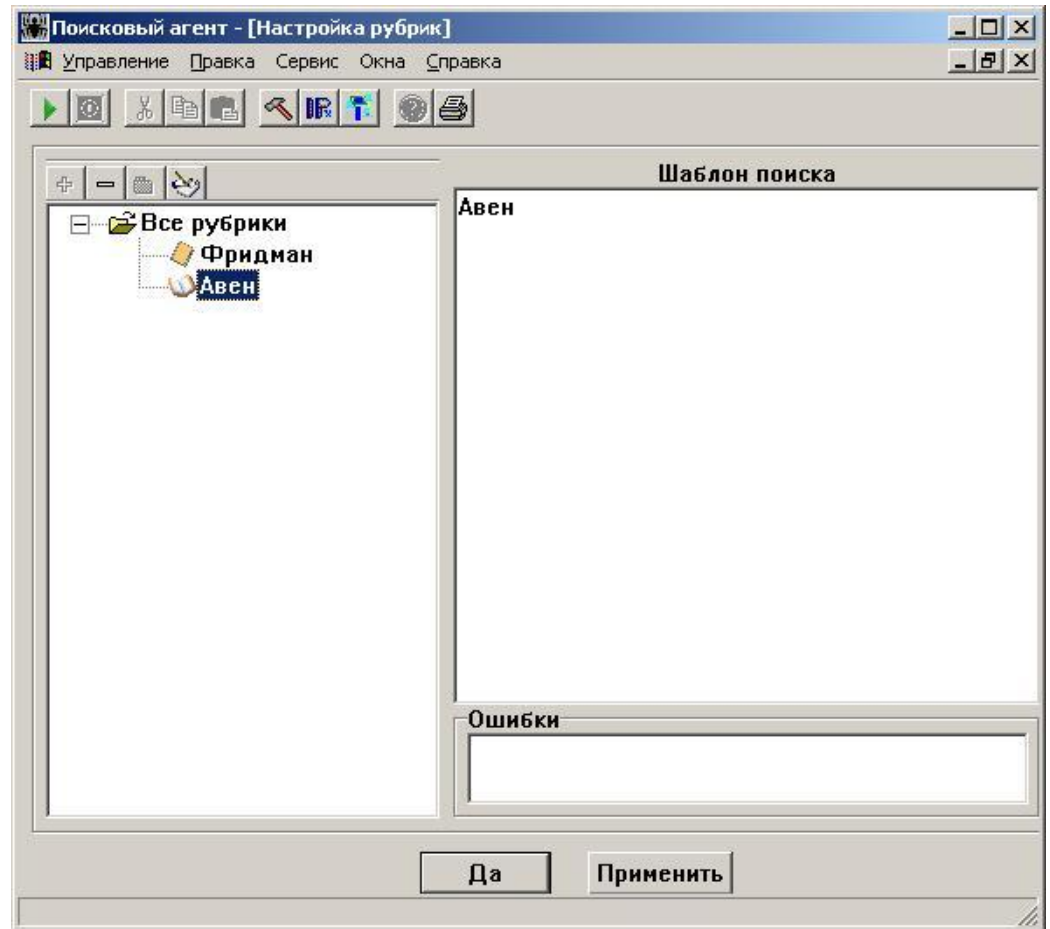 Поисковый агент - [Настройка рубрик]
Управление Правка Сервис Окна Справка
Шаблон поиска
Все рубрики
Фридман
Авен
Авен
Ошибки
Да Применить